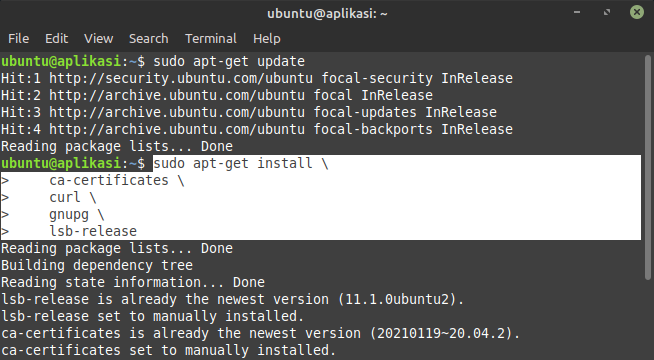 ubuntu@aplikasi: ~
File Edit View Search Terminal Help
ubuntu@aplikasi:~$ sudo apt-get update
Hit:1 http://security.ubuntu.com/ubuntu focal-security InRelease
Hit:2 http://archive.ubuntu.com/ubuntu focal InRelease
Hit:3 http://archive.ubuntu.com/ubuntu focal-updates InRelease
Hit:4 http://archive.ubuntu.com/ubuntu focal-backports InRelease
Reading package lists... Done
ubuntu@aplikasi:~$ sudo apt-get install \
>     ca-certificates \
>     curl \
>     gnupg \
>     lsb-release
Reading package lists... Done
Building dependency tree
Reading state information... Done
lsb-release is already the newest version (11.1.0ubuntu2).
lsb-release set to manually installed.
ca-certificates is already the newest version (20210119~20.04.2).
ca-certificates set to manually installed.